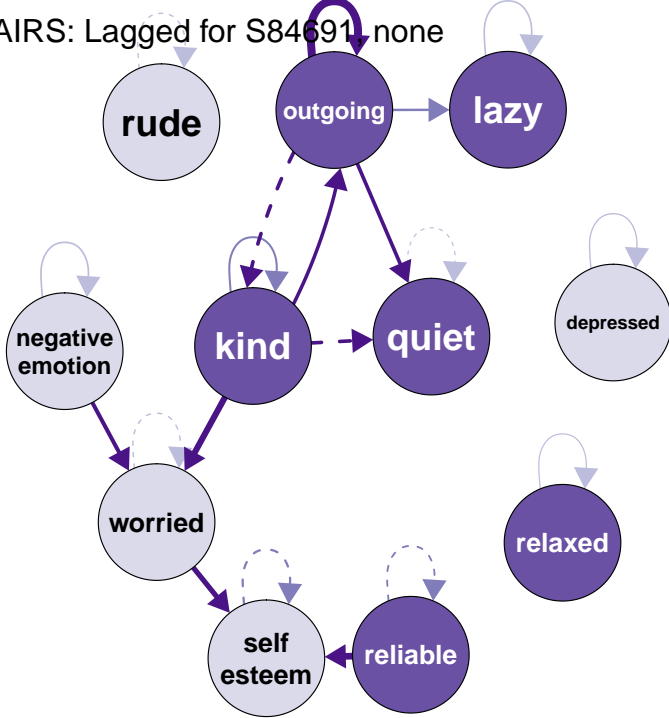 AIRS: Lagged for S84691, none
rude
outgoing
lazy
negative
emotion
kind
quiet
depressed
worried
relaxed
self
esteem
reliable